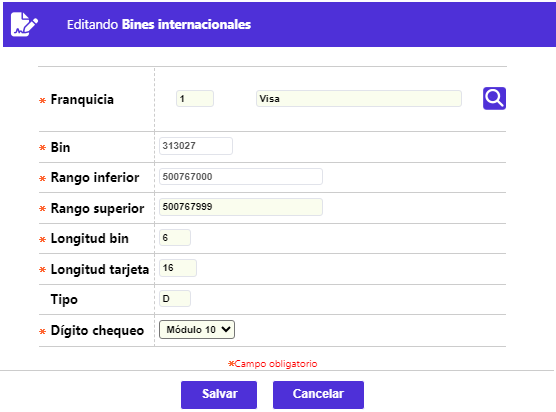 Editando Bines internacionales
* Franquicia 1 Visa
* Bin 313027
* Rango inferior 500767000
* Rango superior 500767999
* Longitud bin 6
* Longitud tarjeta 16
Tipo D
* Dígito chequeo Módulo 10
*Campo obligatorio
Salvar Cancelar